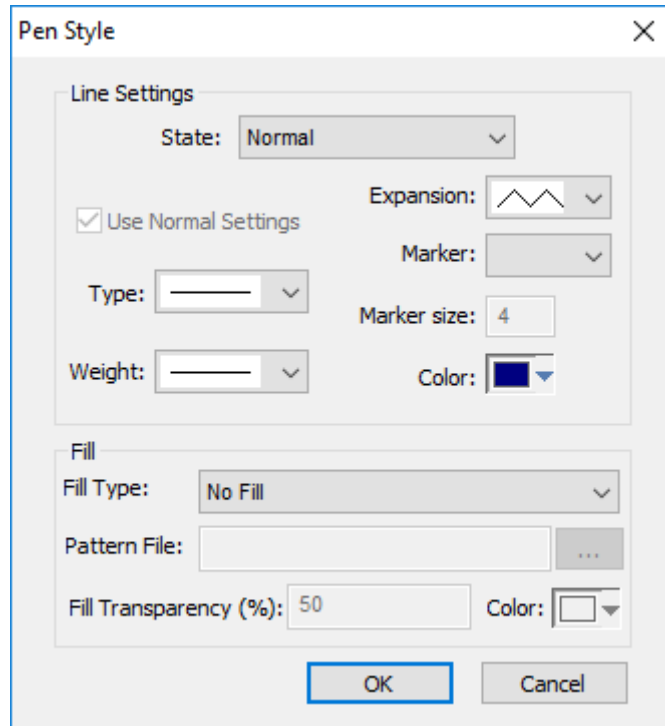 Pen Style
Line Settings
State: Normal
Expansion:
Use Normal Settings
Marker:
Type:
Marker size: 4
Weight:
Color:
Fill
Fill Type: No Fill
Pattern File: ...
Fill Transparency (%): 50 Color:
OK Cancel